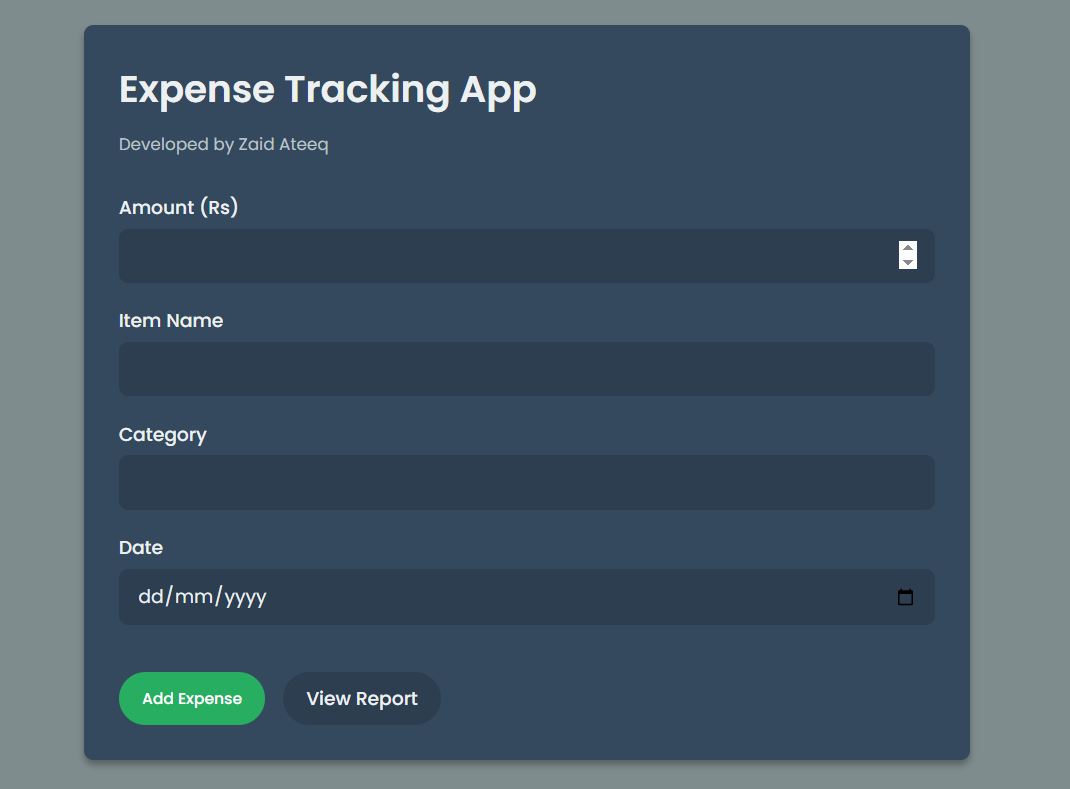 Expense Tracking App
Developed by Zaid Ateeq
Amount (Rs)
Item Name
Category
Date
dd/mm/yyyy
Add Expense View Report